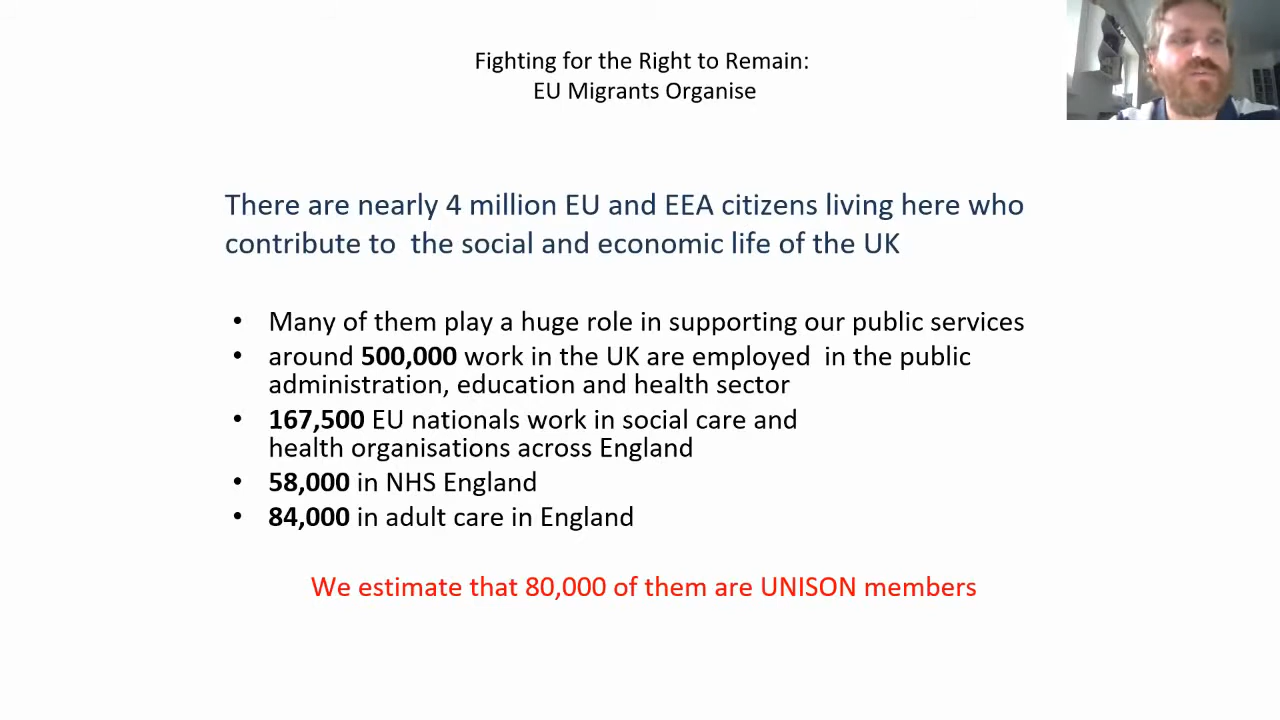 Fighting for the Right to Remain:
EU Migrants Organise
There are nearly 4 million EU and EEA citizens living here who
contribute to  the social and economic life of the UK
• Many of them play a huge role in supporting our public services
• around 500,000 work in the UK are employed  in the public
administration, education and health sector
• 167,500 EU nationals work in social care and
health organisations across England
• 58,000 in NHS England
• 84,000 in adult care in England
We estimate that 80,000 of them are UNISON members